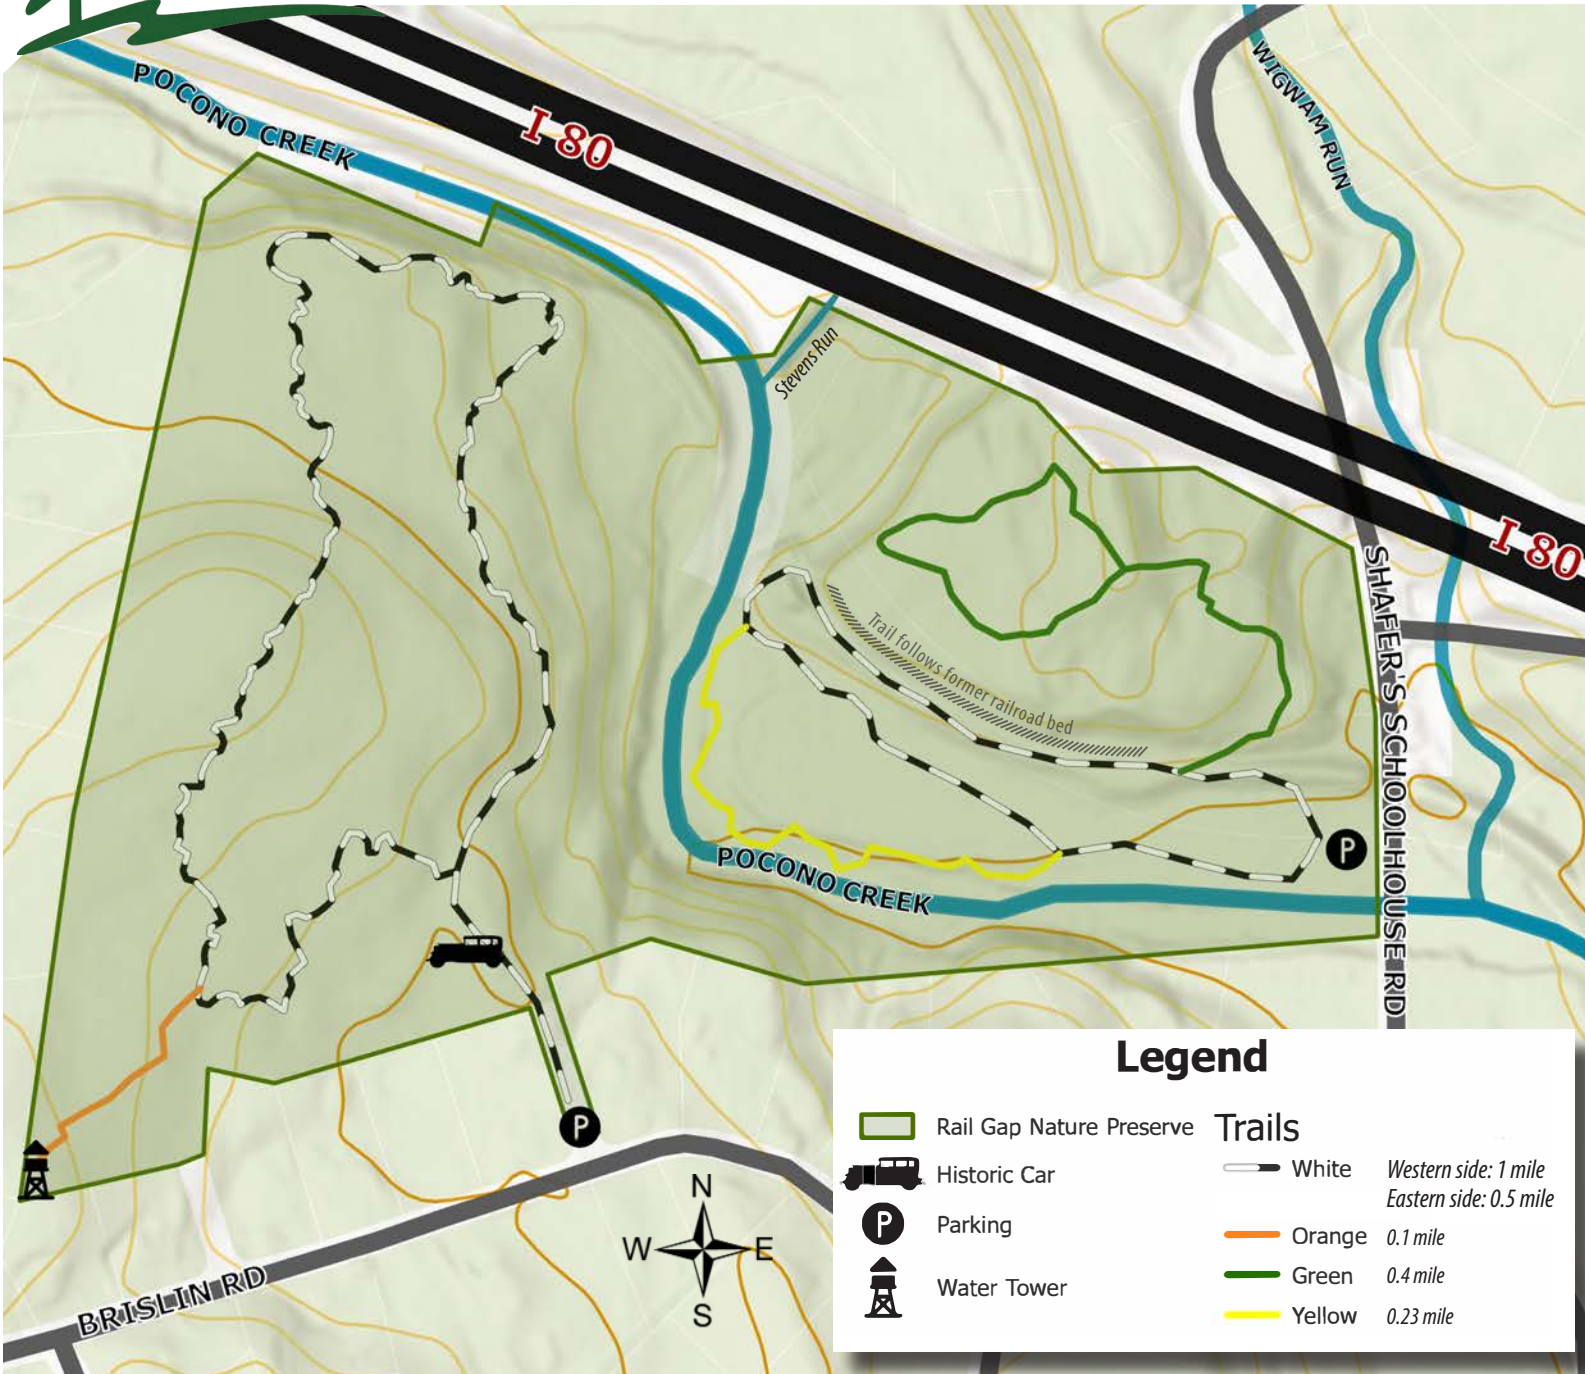 POCONO CREEK
I 80
WIGWAM RUN
Stevens Run
I 80
SHAFER'S SCHOOLHOUSE RD
Trail follows former railroad bed
P
POCONO CREEK
P
BRISLIN RD
N
W E
S
Legend
Rail Gap Nature Preserve
Historic Car
P Parking
Water Tower
Trails
White Western side: 1 mile
Eastern side: 0.5 mile
Orange 0.1 mile
Green 0.4 mile
Yellow 0.23 mile